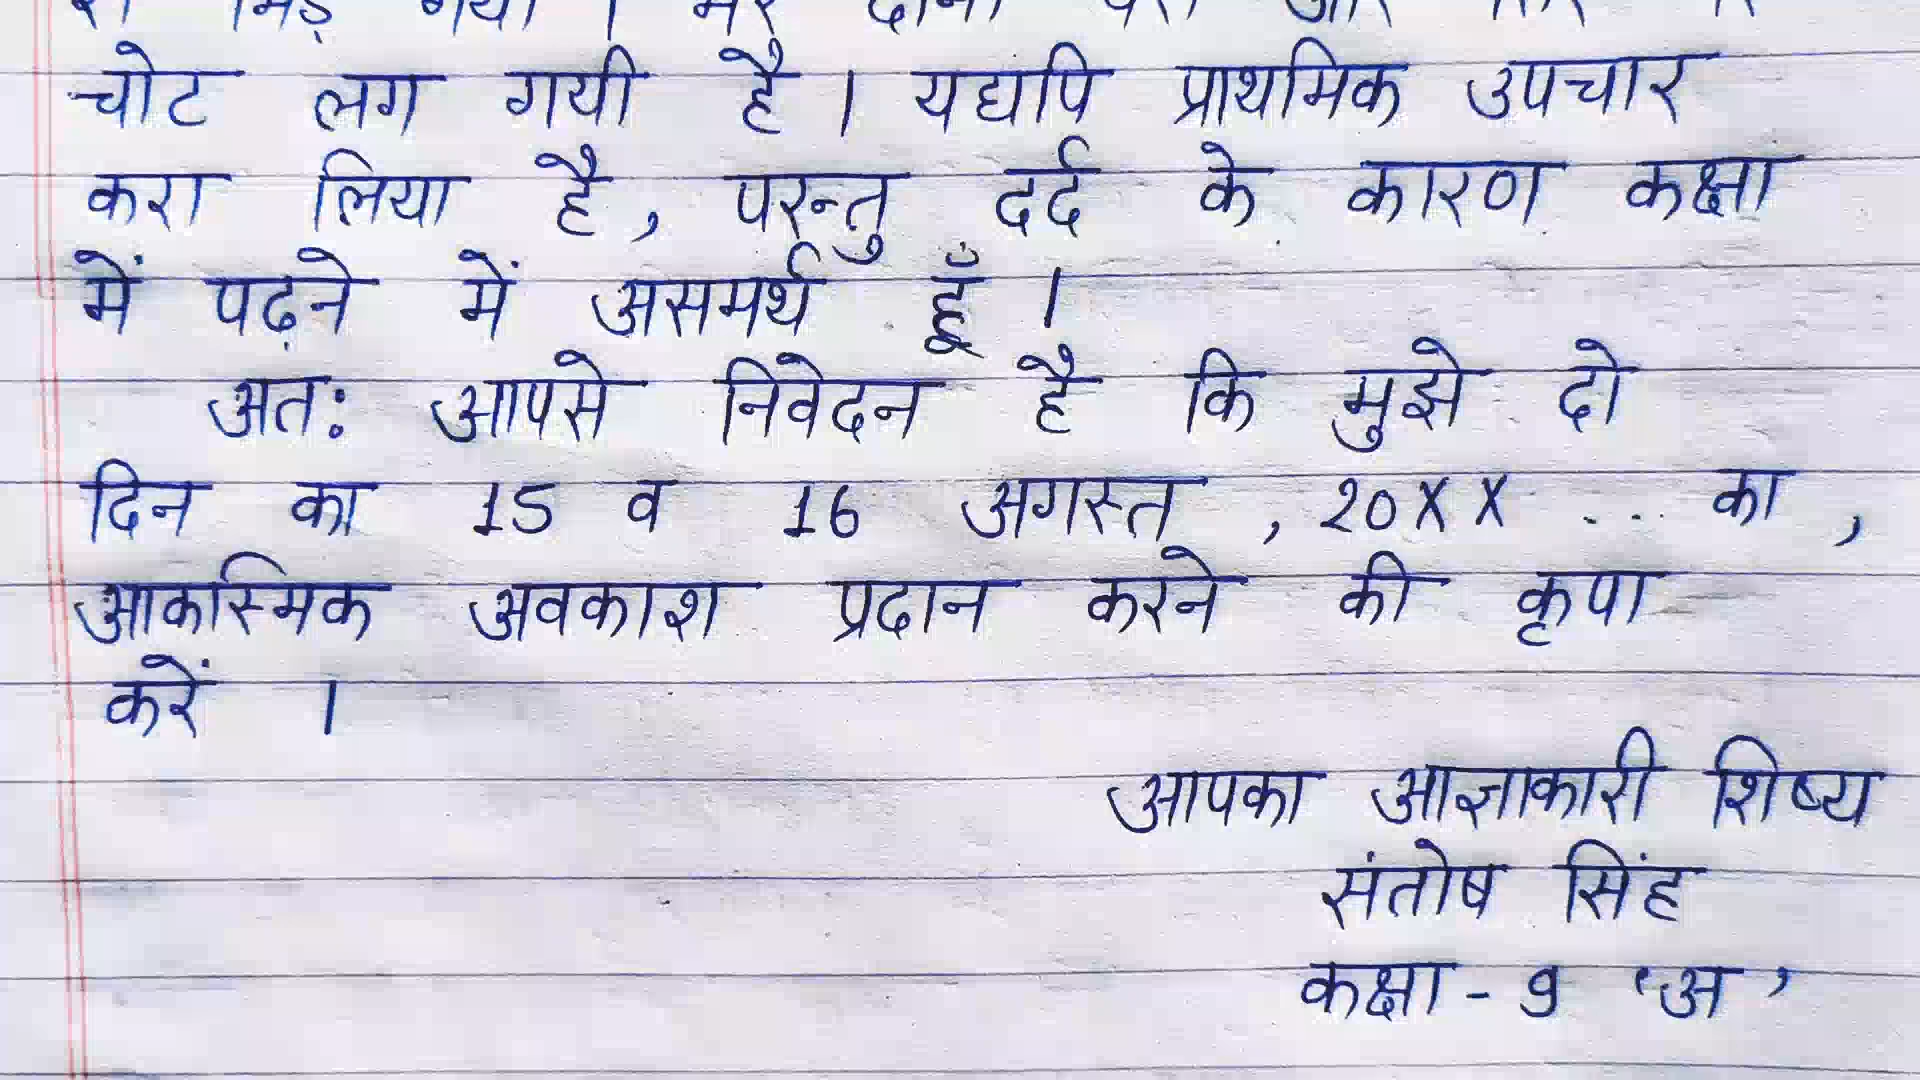 भिड़ गया । मेरे दोनों
चोट लग गयी है । यद्यपि प्राथमिक उपचार
करा लिया है, परन्तु दर्द के कारण कक्षा
में पढ़ने में असमर्थ हूँ ।
अत: आपसे निवेदन है कि मुझे दो
दिन का 15 व 16 अगस्त , 20XX ... का ,
आकस्मिक अवकाश प्रदान करने की कृपा
करें ।
आपका आज्ञाकारी शिष्य
संतोष सिंह
कक्षा - 9 'अ'